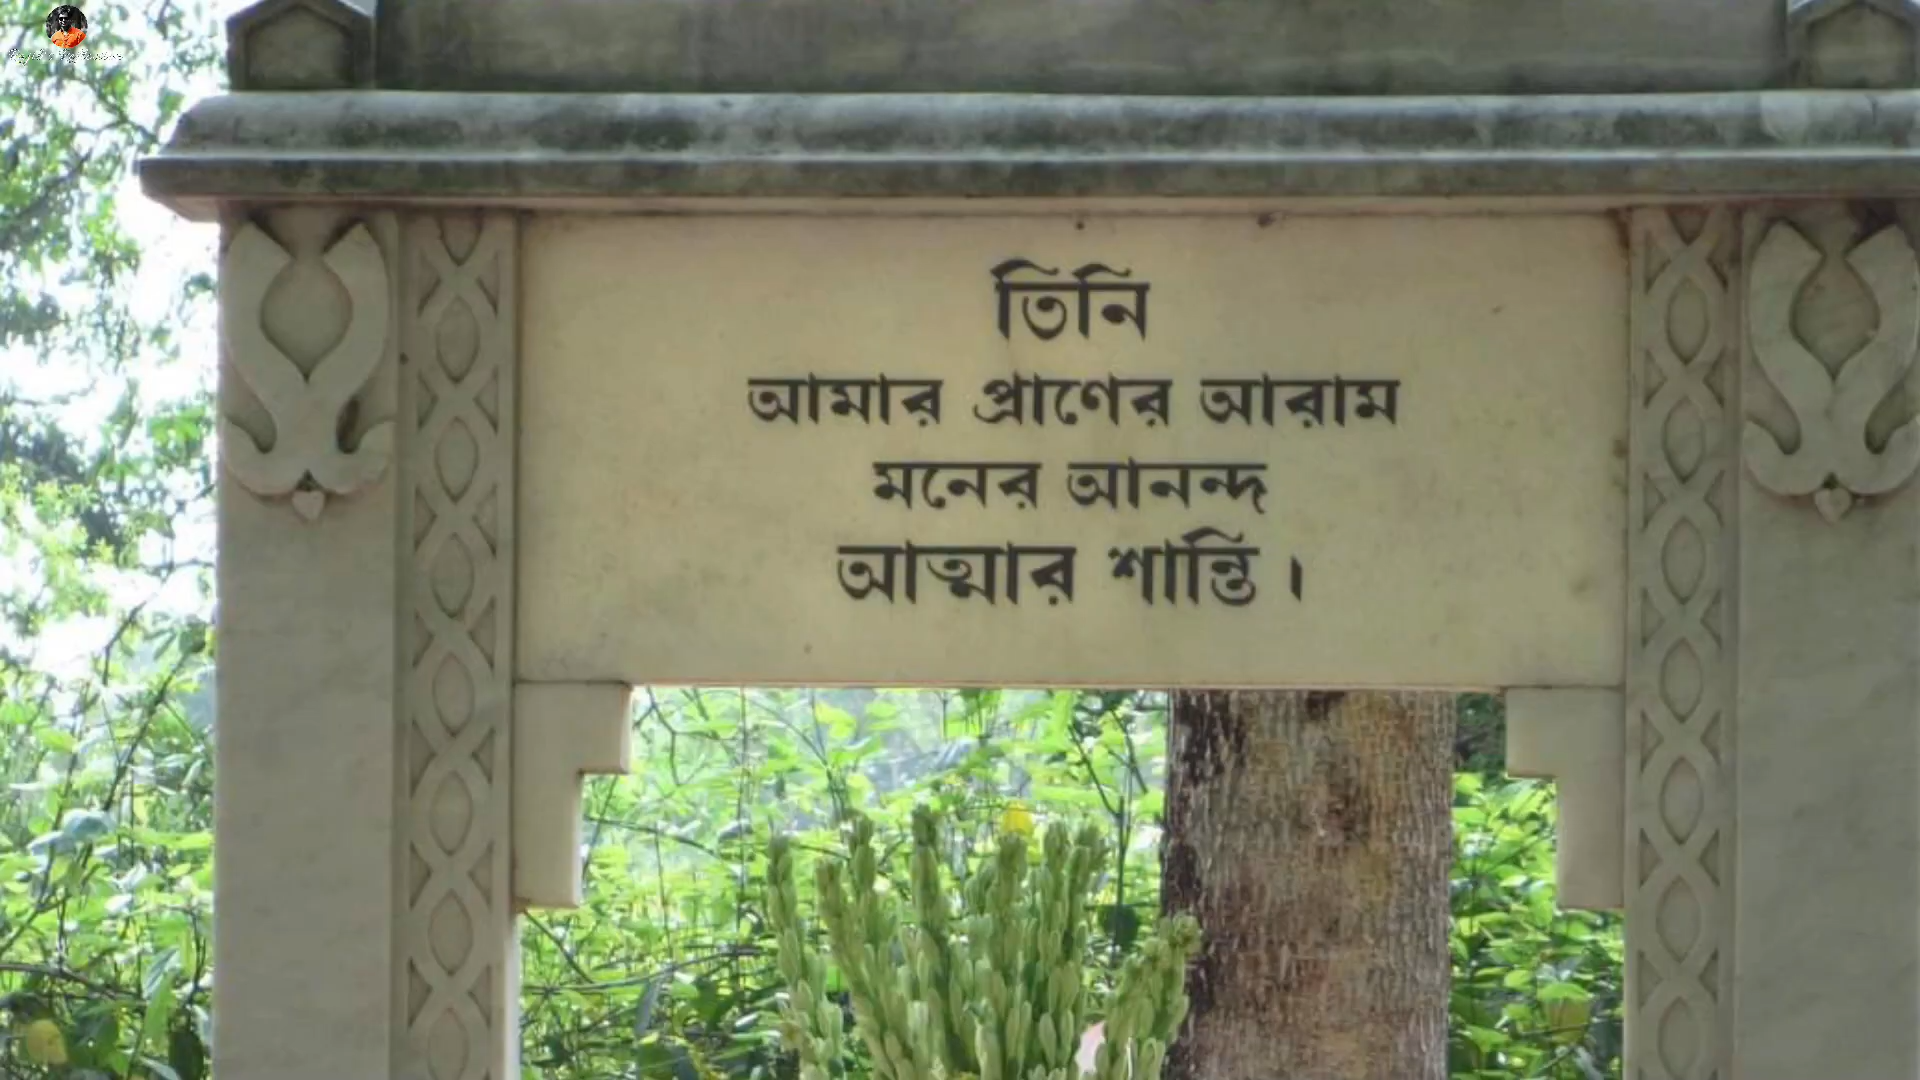 তিনি
আমার প্রাণের আরাম
মনের আনন্দ
আত্মার শান্তি।